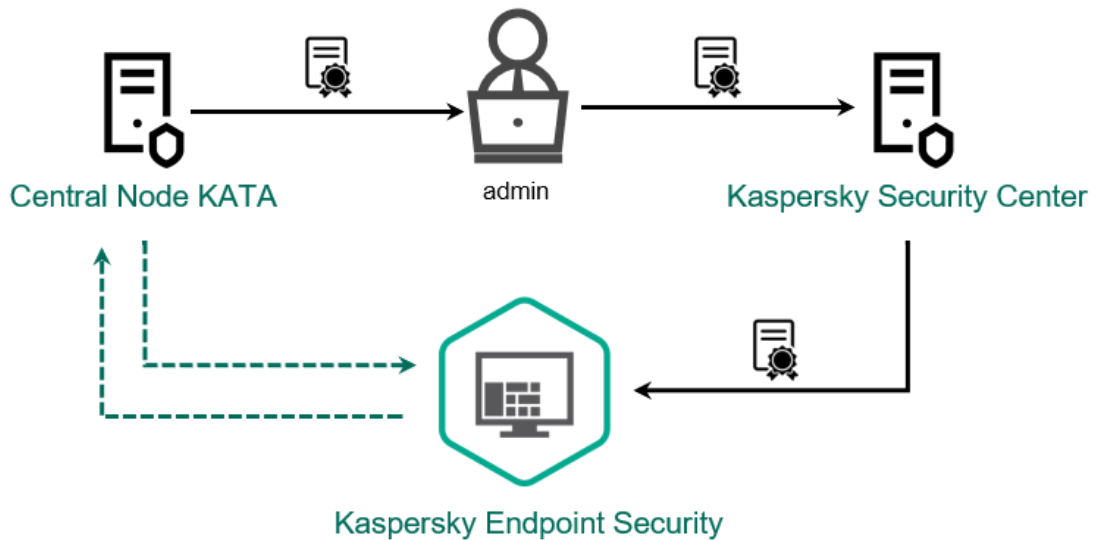 Central Node KATA
admin
Kaspersky Security Center
Kaspersky Endpoint Security